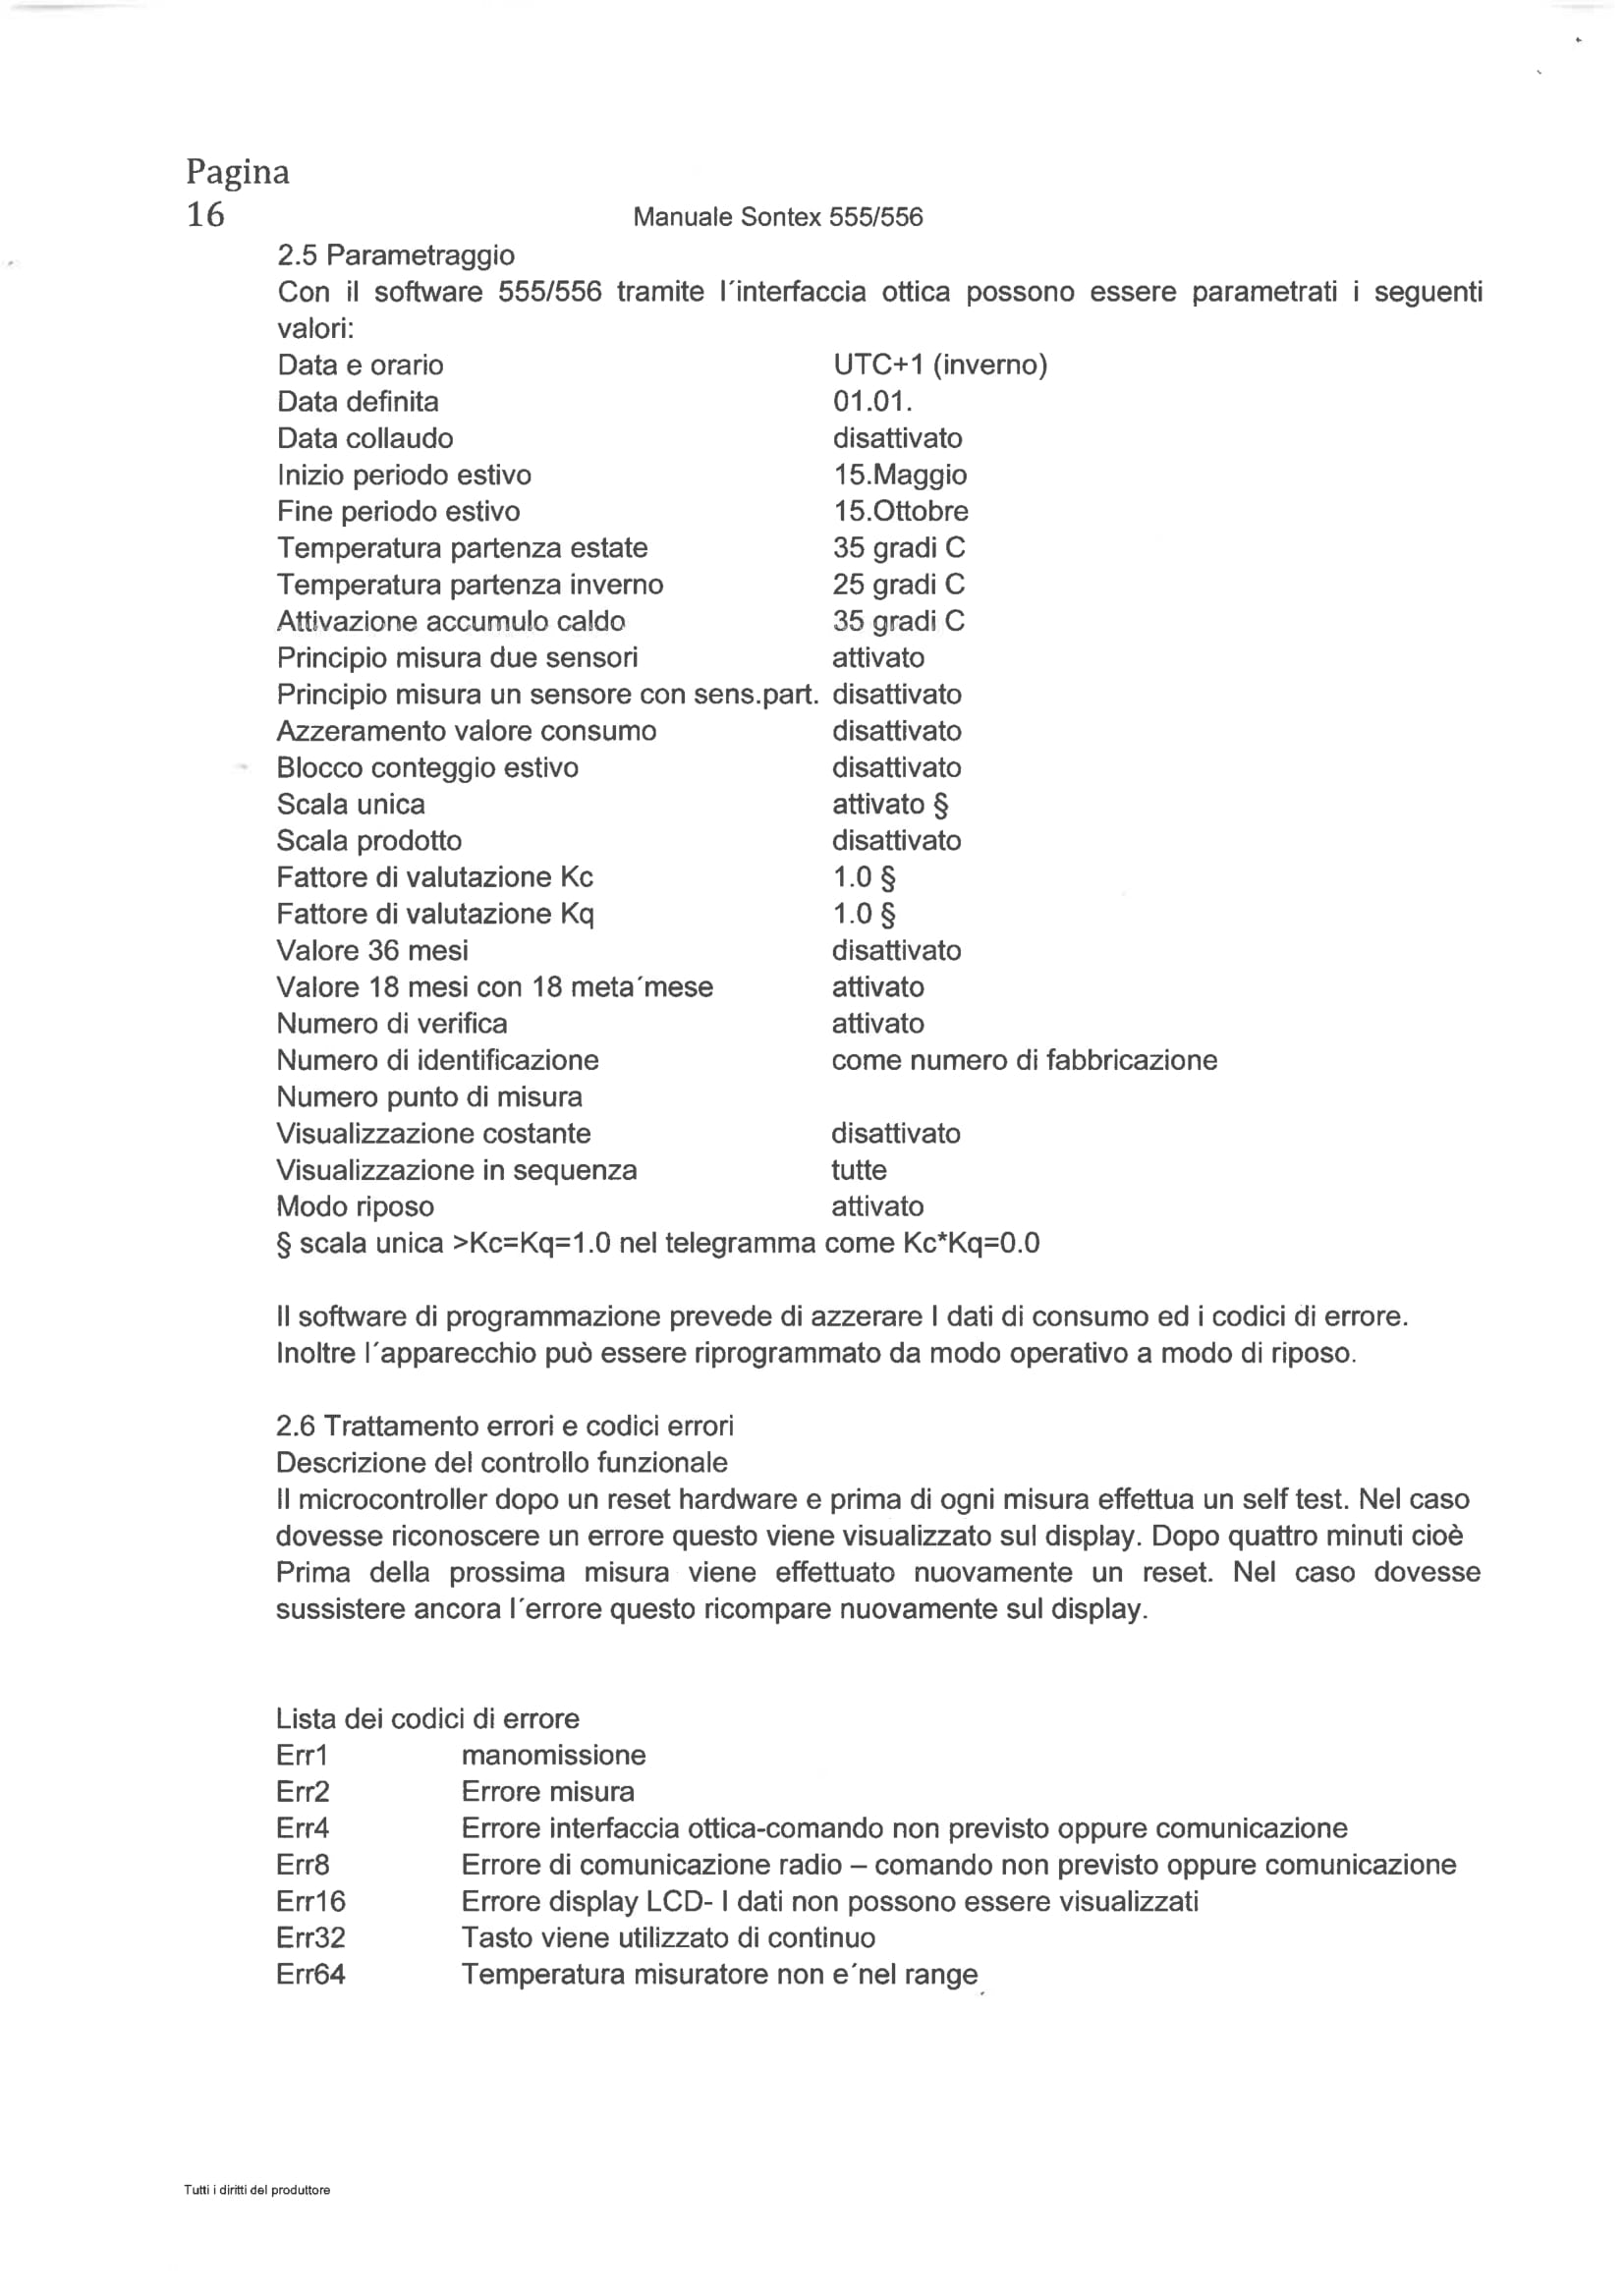 Pagina
16
Manuale Sontex 555/556
2.5 Parametraggio
Con il software 555/556 tramite l´interfaccia ottica possono essere parametrati i seguenti
valori:
Data e orario UTC+1 (inverno)
Data definita 01.01.
Data collaudo disattivato
Inizio periodo estivo 15.Maggio
Fine periodo estivo 15.Ottobre
Temperatura partenza estate 35 gradi C
Temperatura partenza inverno 25 gradi C
Attivazione accumulo caldo 35 gradi C
Principio misura due sensori attivato
Principio misura un sensore con sens.part. disattivato
Azzeramento valore consumo disattivato
Blocco conteggio estivo disattivato
Scala unica attivato §
Scala prodotto disattivato
Fattore di valutazione Kc 1.0 §
Fattore di valutazione Kq 1.0 §
Valore 36 mesi disattivato
Valore 18 mesi con 18 meta´mese attivato
Numero di verifica attivato
Numero di identificazione come numero di fabbricazione
Numero punto di misura
Visualizzazione costante disattivato
Visualizzazione in sequenza tutte
Modo riposo attivato
§ scala unica >Kc=Kq=1.0 nel telegramma come Kc*Kq=0.0
Il software di programmazione prevede di azzerare I dati di consumo ed i codici di errore.
Inoltre l´apparecchio può essere riprogrammato da modo operativo a modo di riposo.
2.6 Trattamento errori e codici errori
Descrizione del controllo funzionale
Il microcontroller dopo un reset hardware e prima di ogni misura effettua un self test. Nel caso
dovesse riconoscere un errore questo viene visualizzato sul display. Dopo quattro minuti cioè
Prima della prossima misura viene effettuato nuovamente un reset. Nel caso dovesse
sussistere ancora l´errore questo ricompare nuovamente sul display.
Lista dei codici di errore
Err1 manomissione
Err2 Errore misura
Err4 Errore interfaccia ottica-comando non previsto oppure comunicazione
Err8 Errore di comunicazione radio – comando non previsto oppure comunicazione
Err16 Errore display LCD- I dati non possono essere visualizzati
Err32 Tasto viene utilizzato di continuo
Err64 Temperatura misuratore non e´nel range
Tutti i diritti del produttore